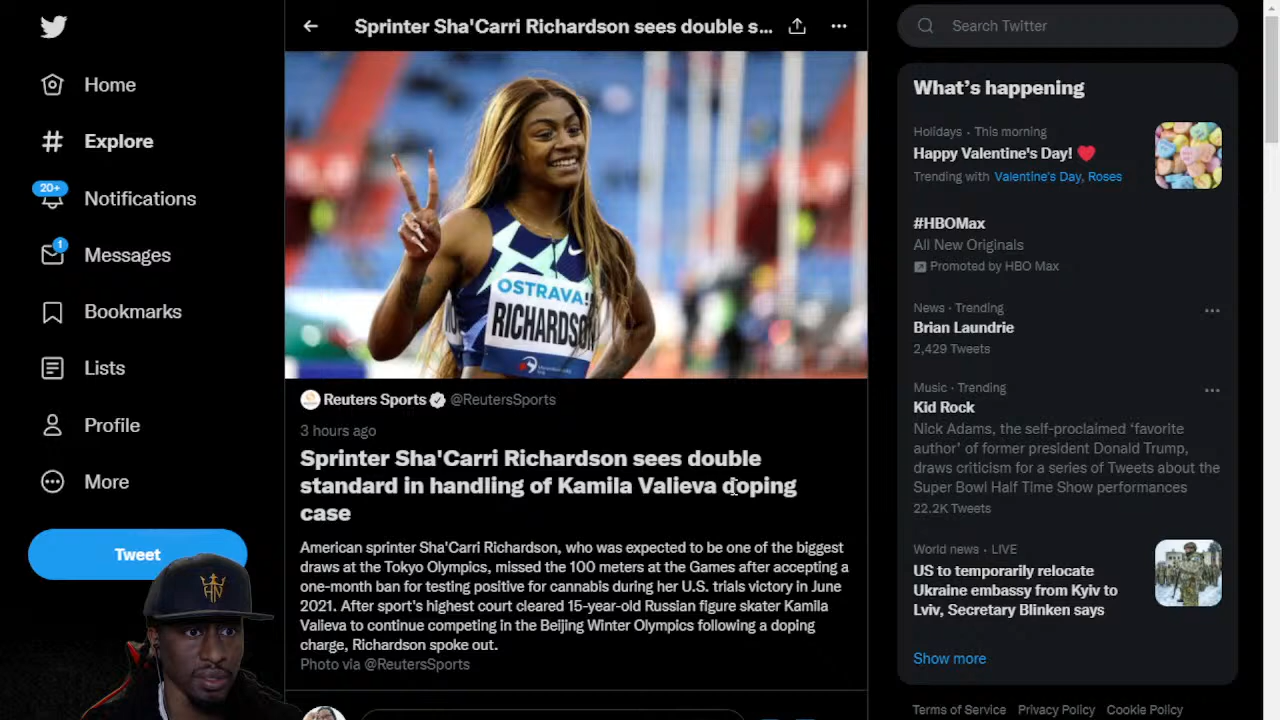 Home
Explore
20+
Notifications
1
Messages
Bookmarks
Lists
Profile
More
Tweet
HN
Sprinter Sha'Carri Richardson sees double s...
OSTRAVA!
RICHARDSON
Reuters Sports @ReutersSports
3 hours ago
Sprinter Sha'Carri Richardson sees double
standard in handling of Kamila Valieva doping
case
American sprinter Sha'Carri Richardson, who was expected to be one of the biggest
draws at the Tokyo Olympics, missed the 100 meters at the Games after accepting a
one-month ban for testing positive for cannabis during her U.S. trials victory in June
2021. After sport's highest court cleared 15-year-old Russian figure skater Kamila
Valieva to continue competing in the Beijing Winter Olympics following a doping
charge, Richardson spoke out.
Photo via @ReutersSports
Search Twitter
What's happening
Holidays · This morning
Happy Valentine's Day!
Trending with Valentine's Day, Roses
#HBOMax
All New Originals
Promoted by HBO Max
News · Trending
Brian Laundrie
2,429 Tweets
Music · Trending
Kid Rock
Nick Adams, the self-proclaimed ‘favorite
author’ of former president Donald Trump,
draws criticism for a series of Tweets about the
Super Bowl Half Time Show performances
22.2K Tweets
World news · LIVE
US to temporarily relocate
Ukraine embassy from Kyiv to
Lviv, Secretary Blinken says
Show more
Terms of Service Privacy Policy Cookie Policy